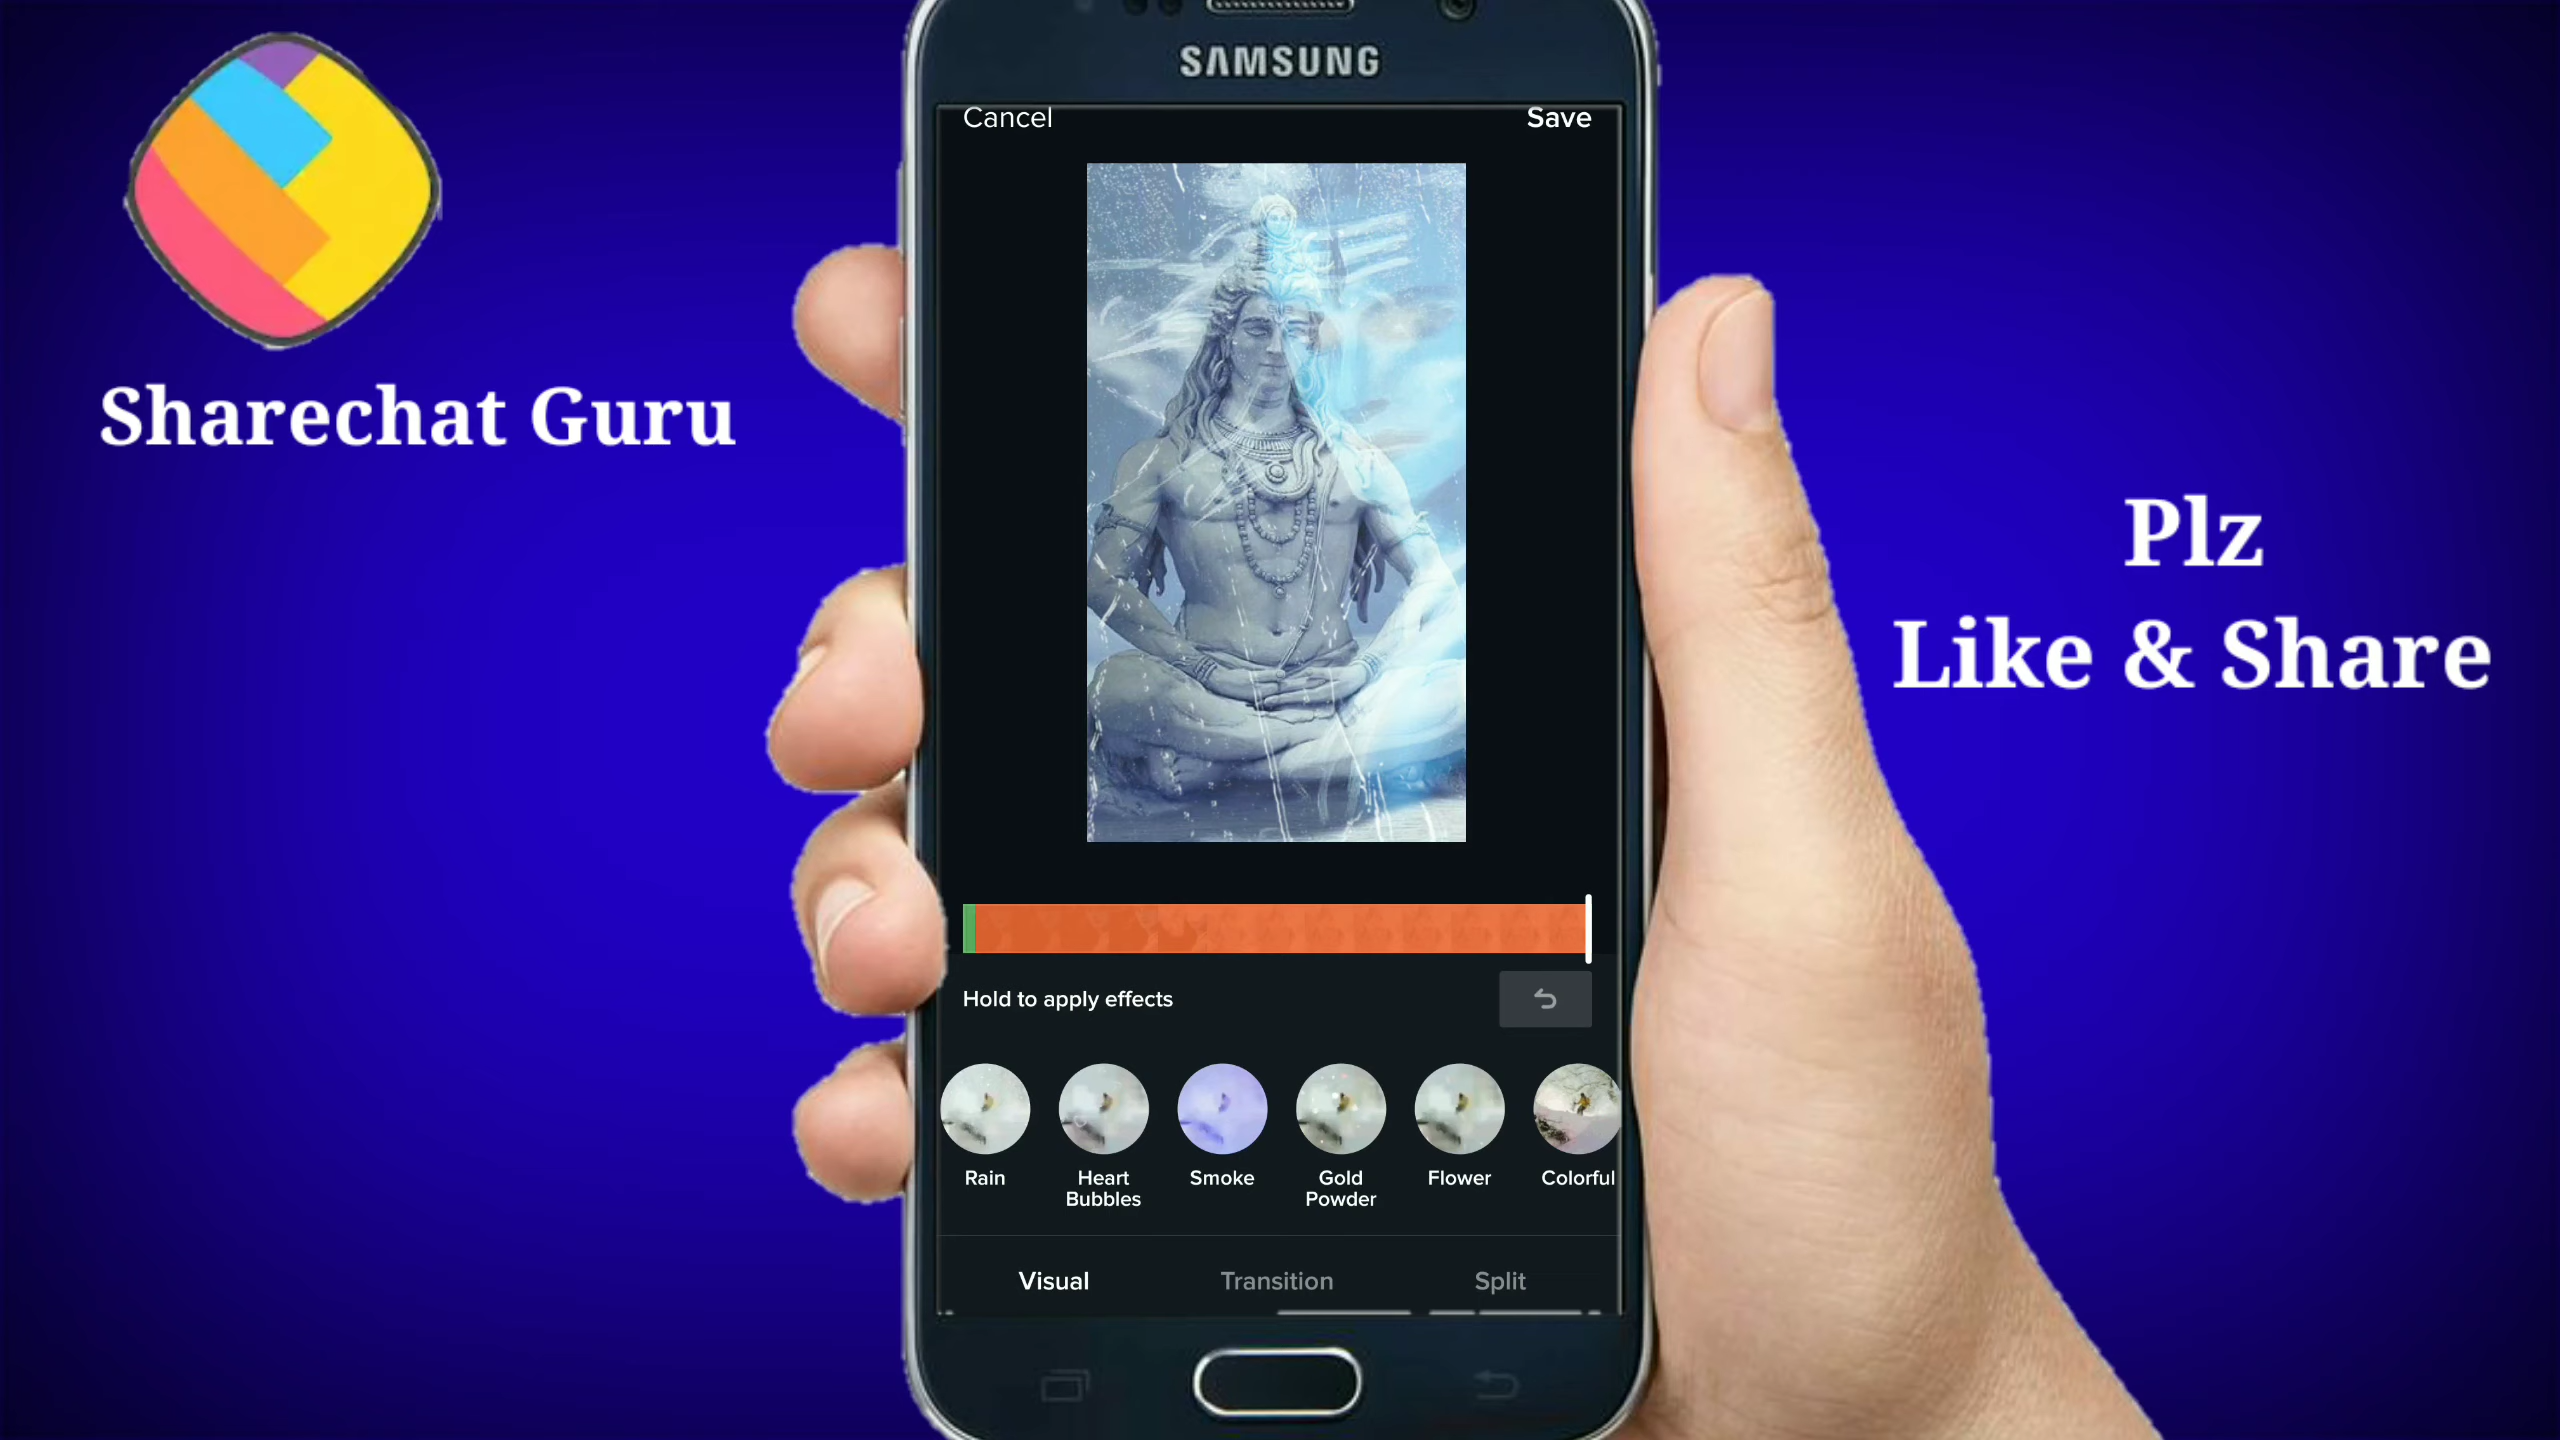 SAMSUNG
Cancel
Save
Sharechat Guru
Plz
Like & Share
Hold to apply effects
Rain
Heart
Bubbles
Smoke
Gold
Powder
Flower
Colorful
Visual
Transition
Split